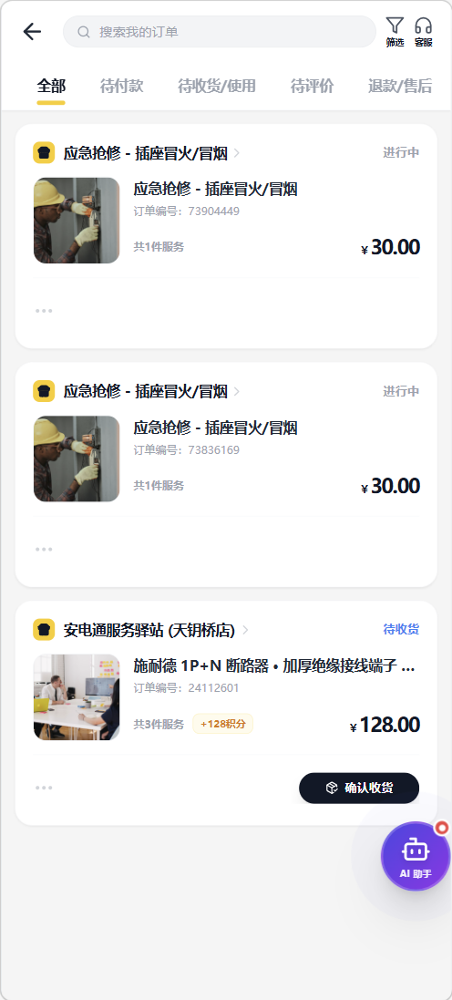 搜索我的订单
筛选 客服
全部 待付款 待收货/使用 待评价 退款/售后
应急抢修 - 插座冒火/冒烟 进行中
应急抢修 - 插座冒火/冒烟
订单编号：73904449
共1件服务 ¥ 30.00
应急抢修 - 插座冒火/冒烟 进行中
应急抢修 - 插座冒火/冒烟
订单编号：73836169
共1件服务 ¥ 30.00
安电通服务驿站 (天钥桥店) 待收货
施耐德 1P+N 断路器 • 加厚绝缘接线端子 ...
订单编号：24112601
共3件服务 +128积分 ¥ 128.00
确认收货
AI 助手